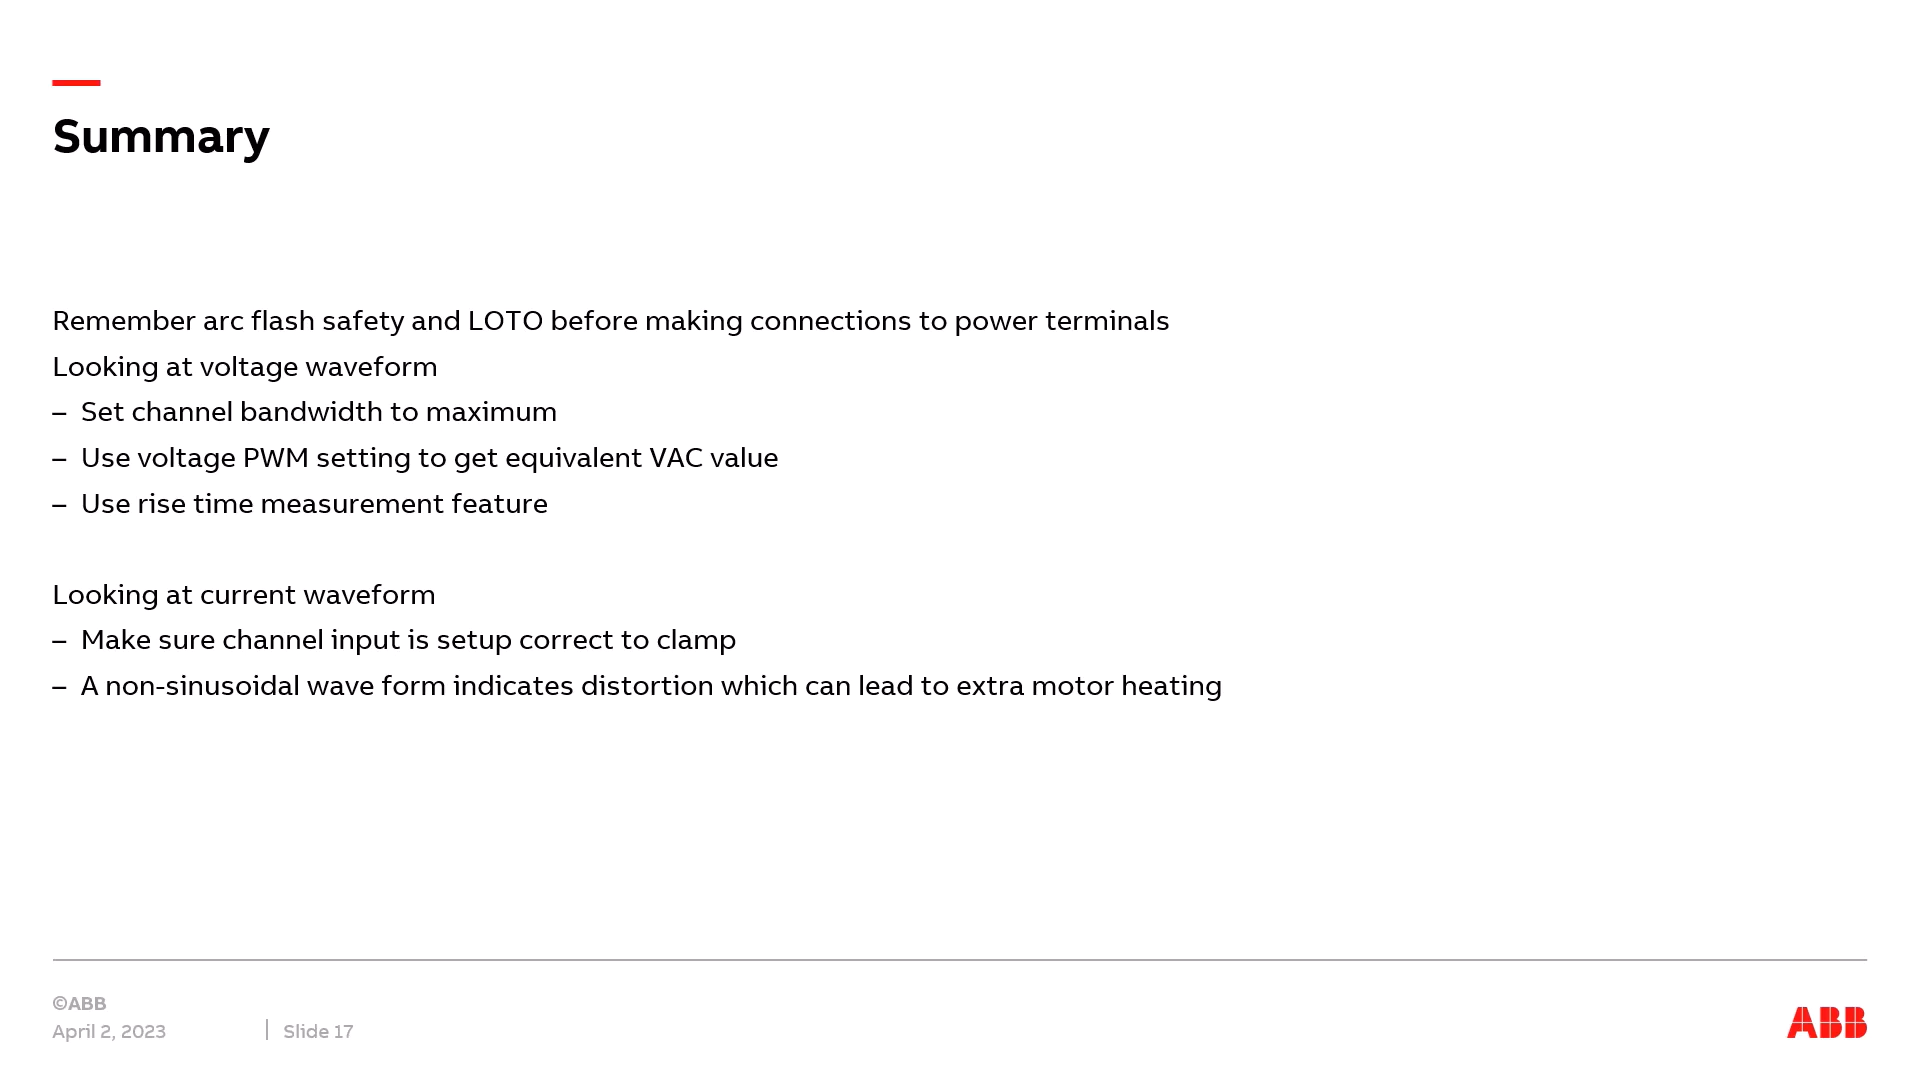 Summary
Remember arc flash safety and LOTO before making connections to power terminals
Looking at voltage waveform
– Set channel bandwidth to maximum
– Use voltage PWM setting to get equivalent VAC value
– Use rise time measurement feature
Looking at current waveform
– Make sure channel input is setup correct to clamp
– A non-sinusoidal wave form indicates distortion which can lead to extra motor heating
©ABB
April 2, 2023
Slide 17
ABB